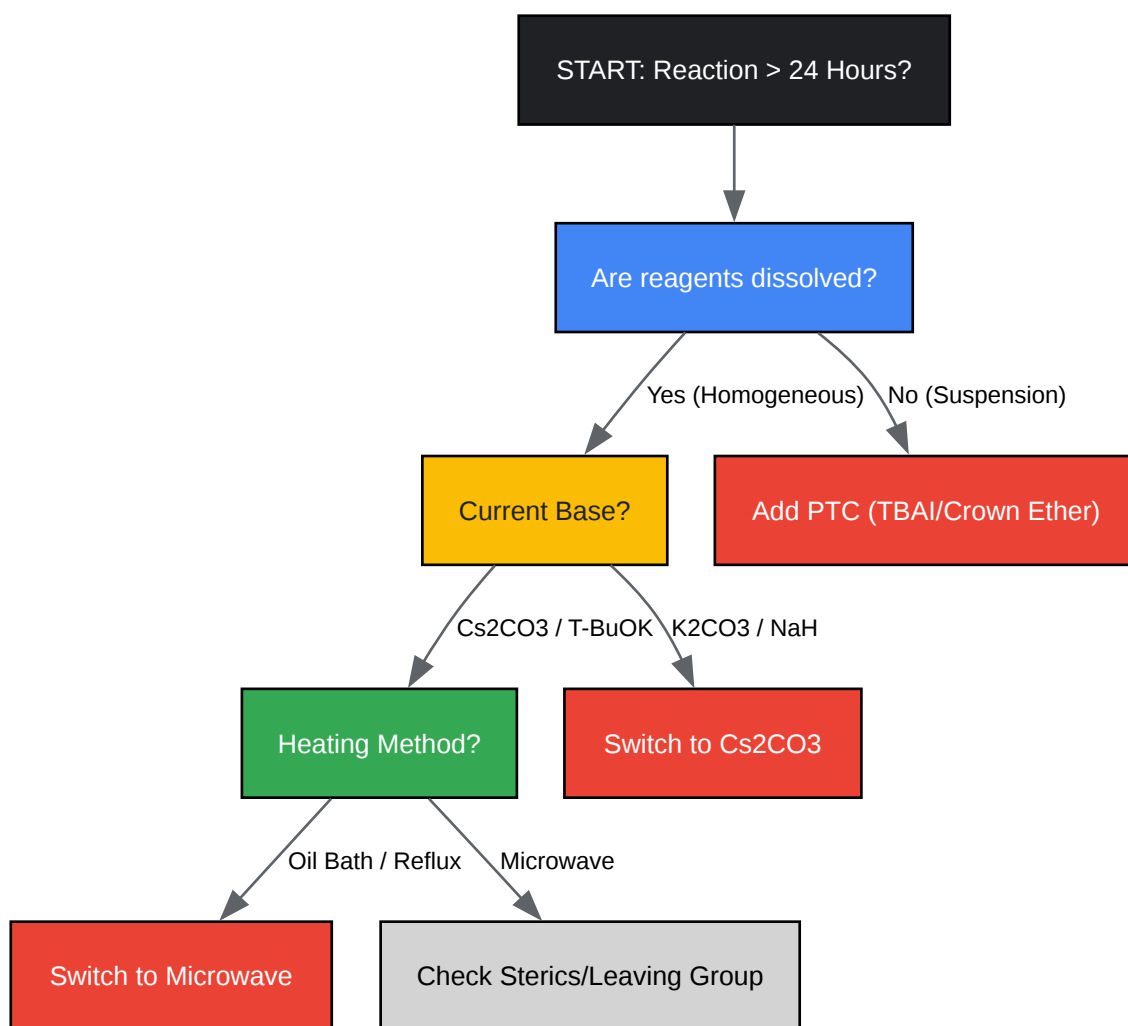 START: Reaction > 24 Hours?
Are reagents dissolved?
Yes (Homogeneous)
No (Suspension)
Current Base?
Add PTC (TBAI/Crown Ether)
Cs2CO3 / T-BuOK
K2CO3 / NaH
Heating Method?
Switch to Cs2CO3
Oil Bath / Reflux
Microwave
Switch to Microwave
Check Sterics/Leaving Group